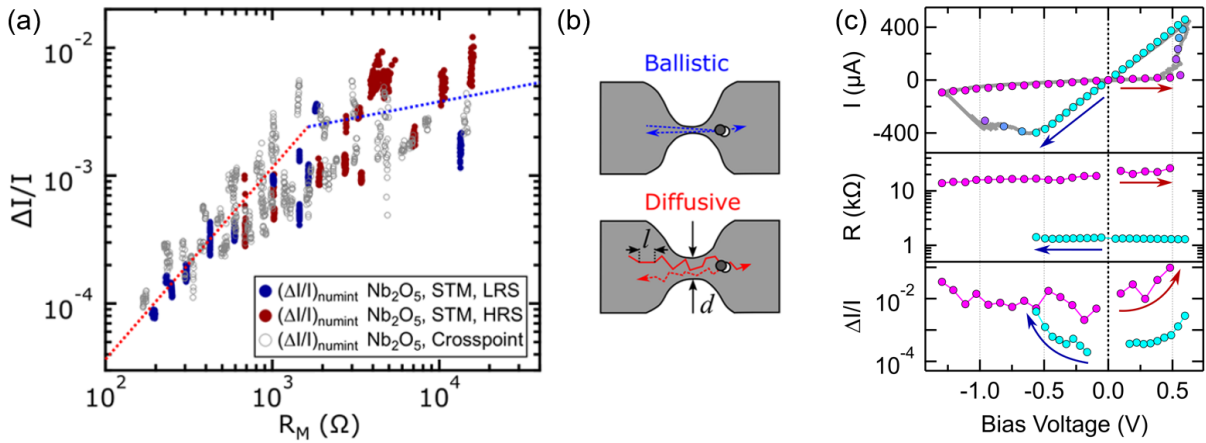 (a)
ΔI/I
10⁻²
10⁻³
10⁻⁴
(ΔI/I)numint Nb2O5, STM, LRS
(ΔI/I)numint Nb2O5, STM, HRS
(ΔI/I)numint Nb2O5, Crosspoint
10²
10³
10⁴
RM (Ω)
(b)
Ballistic
Diffusive
l
d
(c)
I (µA)
400
0
-400
R (kΩ)
10
1
ΔI/I
10⁻²
10⁻⁴
-1.0
-0.5
0.0
0.5
Bias Voltage (V)